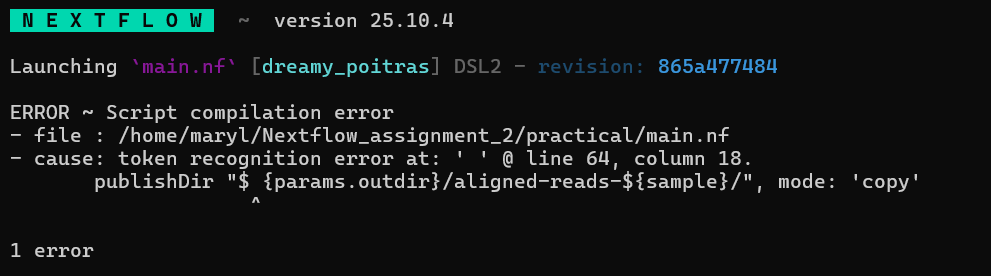 N E X T F L O W ~ version 25.10.4
Launching `main.nf` [dreamy_poitras] DSL2 - revision: 865a477484
ERROR ~ Script compilation error
- file : /home/maryl/Nextflow_assignment_2/practical/main.nf
- cause: token recognition error at: ' ' @ line 64, column 18.
publishDir "$ {params.outdir}/aligned-reads-${sample}/", mode: 'copy'
^
1 error